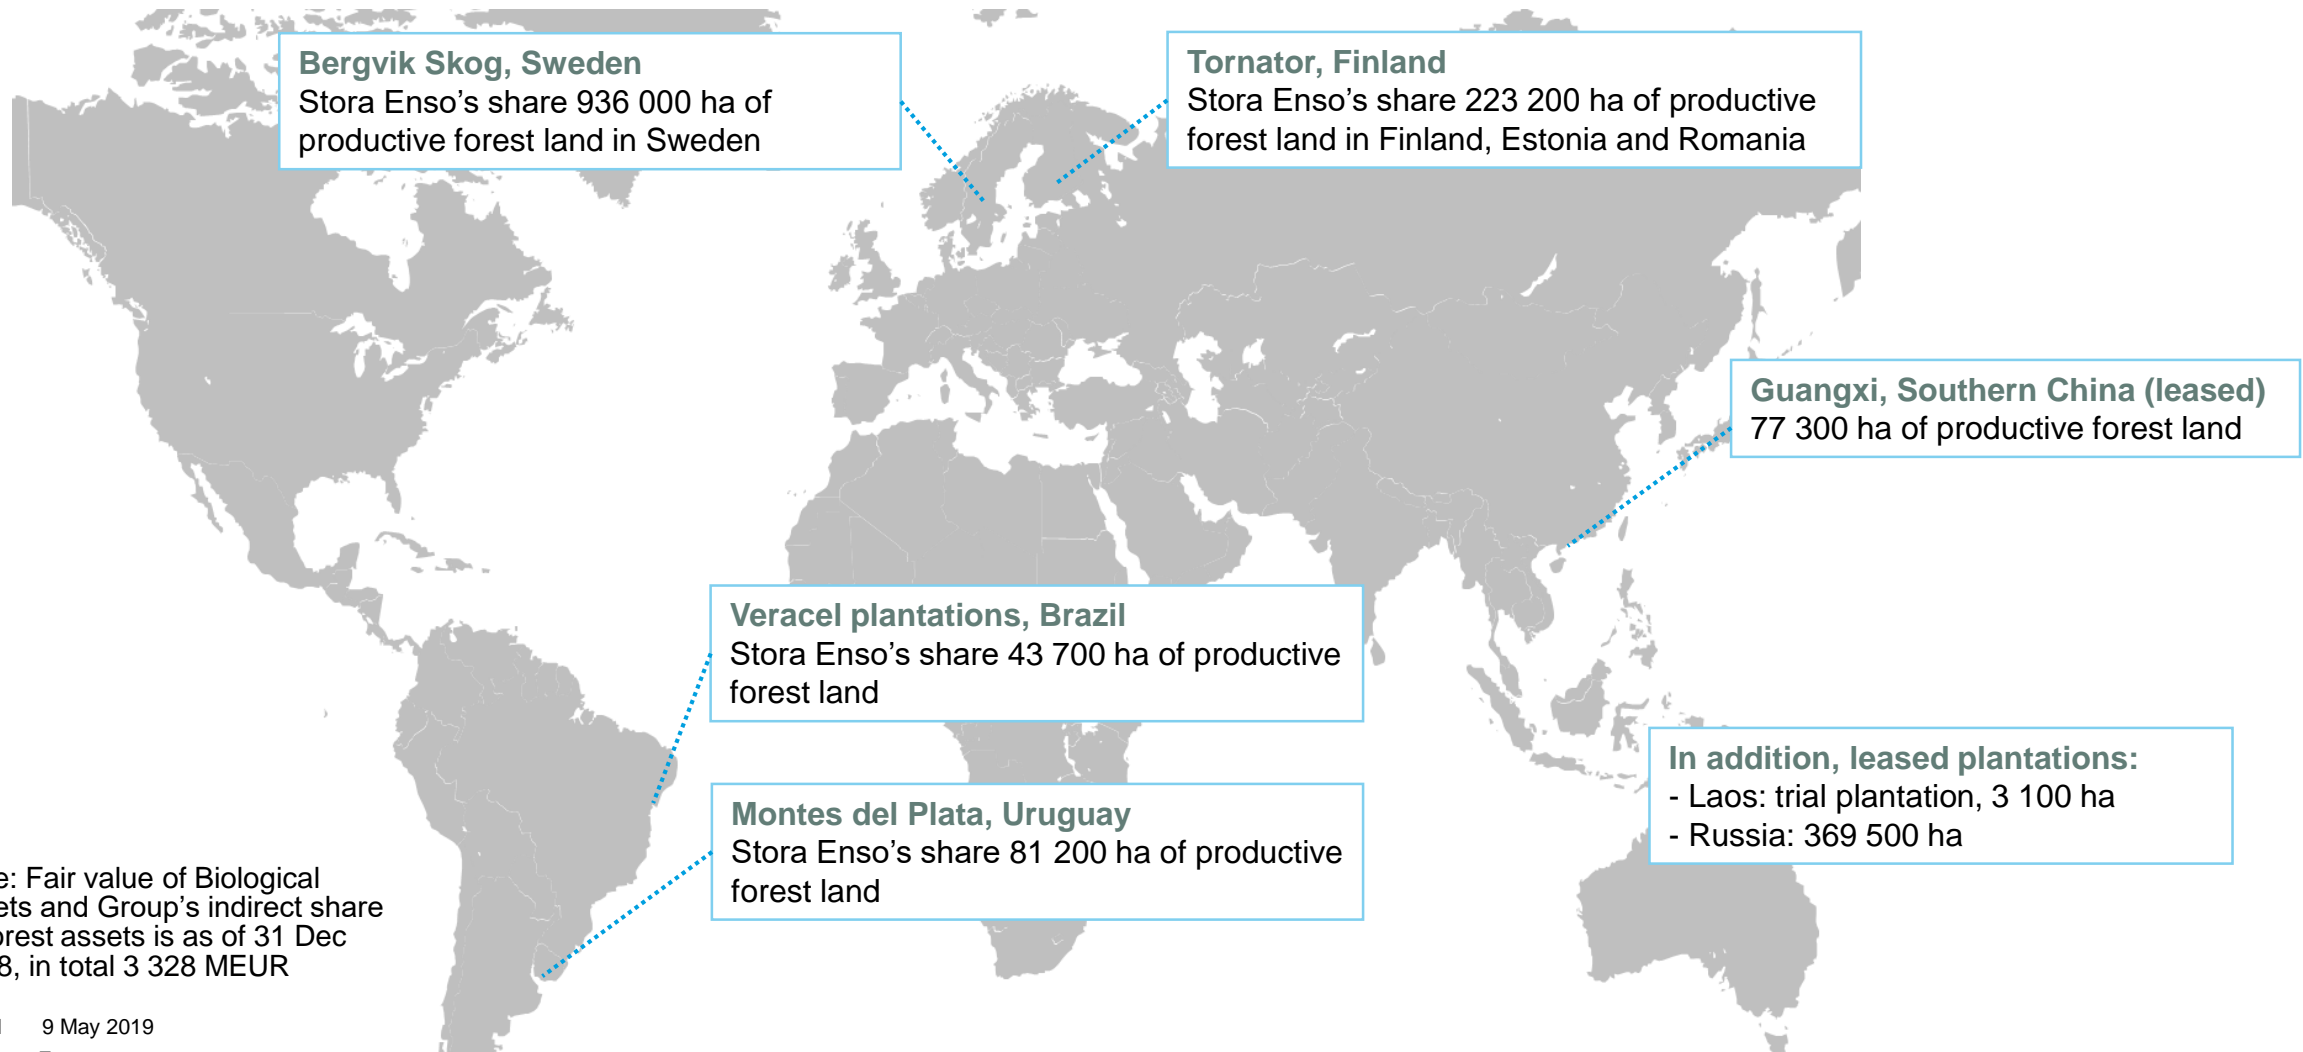 Bergvik Skog, Sweden
Stora Enso’s share 936 000 ha of
productive forest land in Sweden
Tornator, Finland
Stora Enso’s share 223 200 ha of productive
forest land in Finland, Estonia and Romania
Guangxi, Southern China (leased)
77 300 ha of productive forest land
Veracel plantations, Brazil
Stora Enso’s share 43 700 ha of productive
forest land
In addition, leased plantations:
- Laos: trial plantation, 3 100 ha
- Russia: 369 500 ha
Montes del Plata, Uruguay
Stora Enso’s share 81 200 ha of productive
forest land
e: Fair value of Biological
ets and Group’s indirect share
orest assets is as of 31 Dec
8, in total 3 328 MEUR
9 May 2019